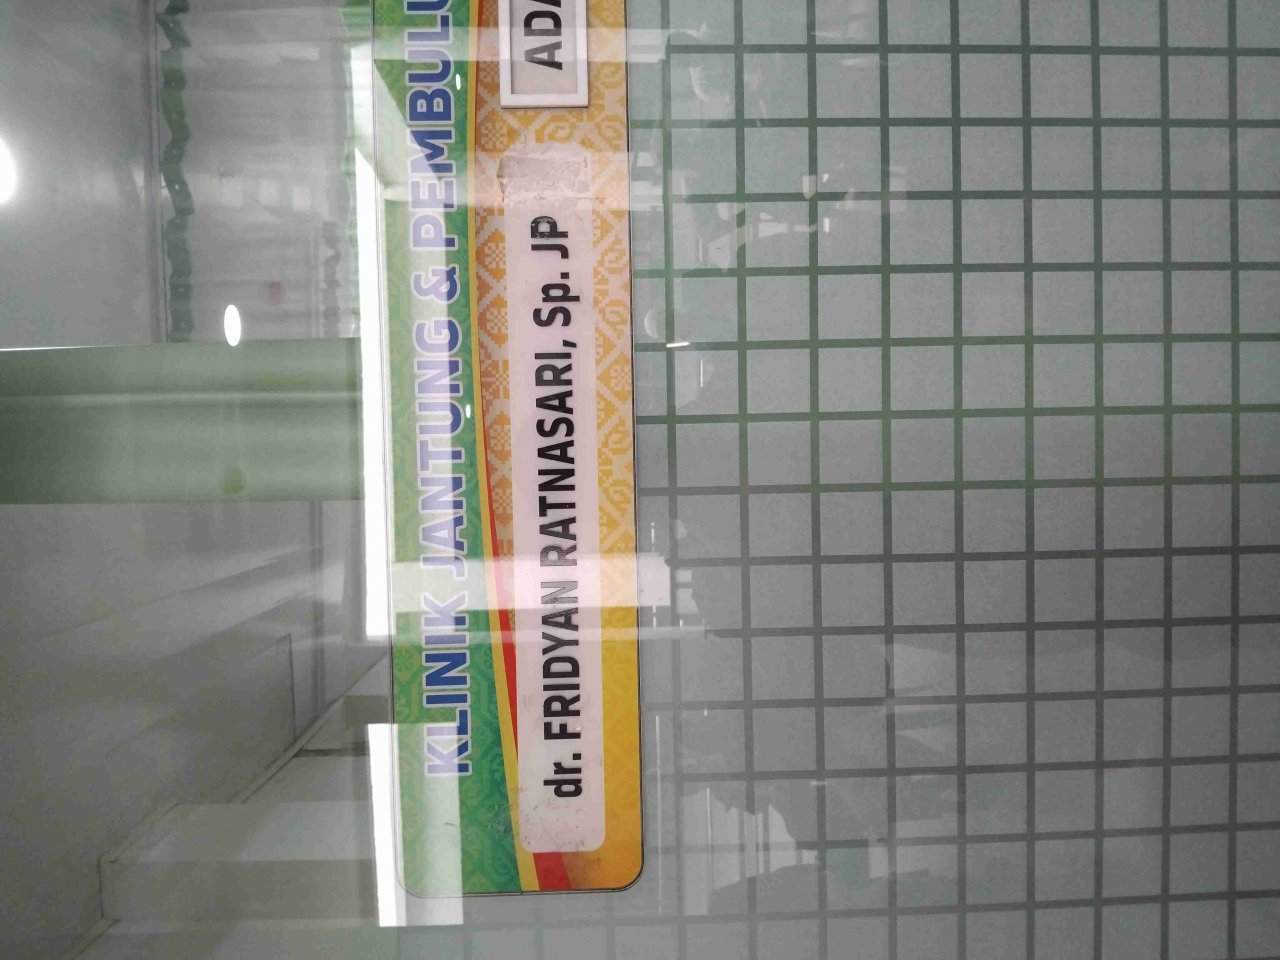 KLINIK JANTUNG & PEMBULU
dr. FRIDYAN RATNASARI, Sp. JP
ADA